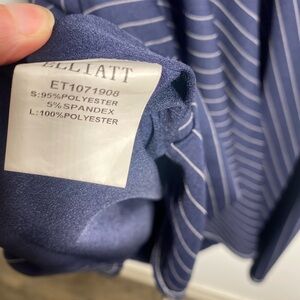 ELLIATT
ET1071908
S:95%POLYESTER
5%SPANDEX
L:100%POLYESTER